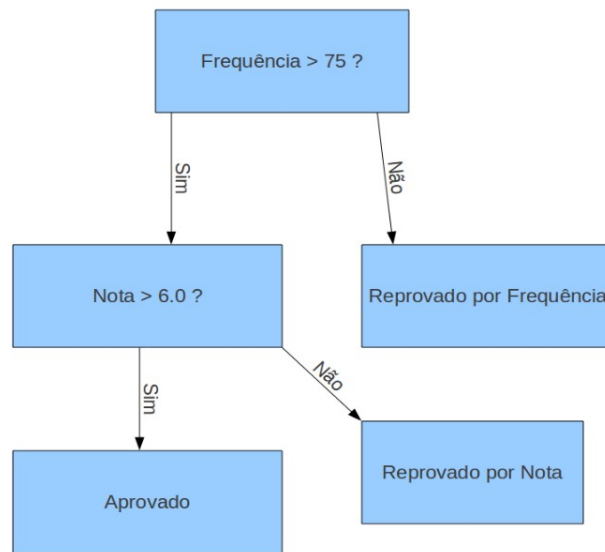 Frequência > 75 ?
Sim
Não
Nota > 6.0 ?
Reprovado por Frequência
Sim
Não
Aprovado
Reprovado por Nota